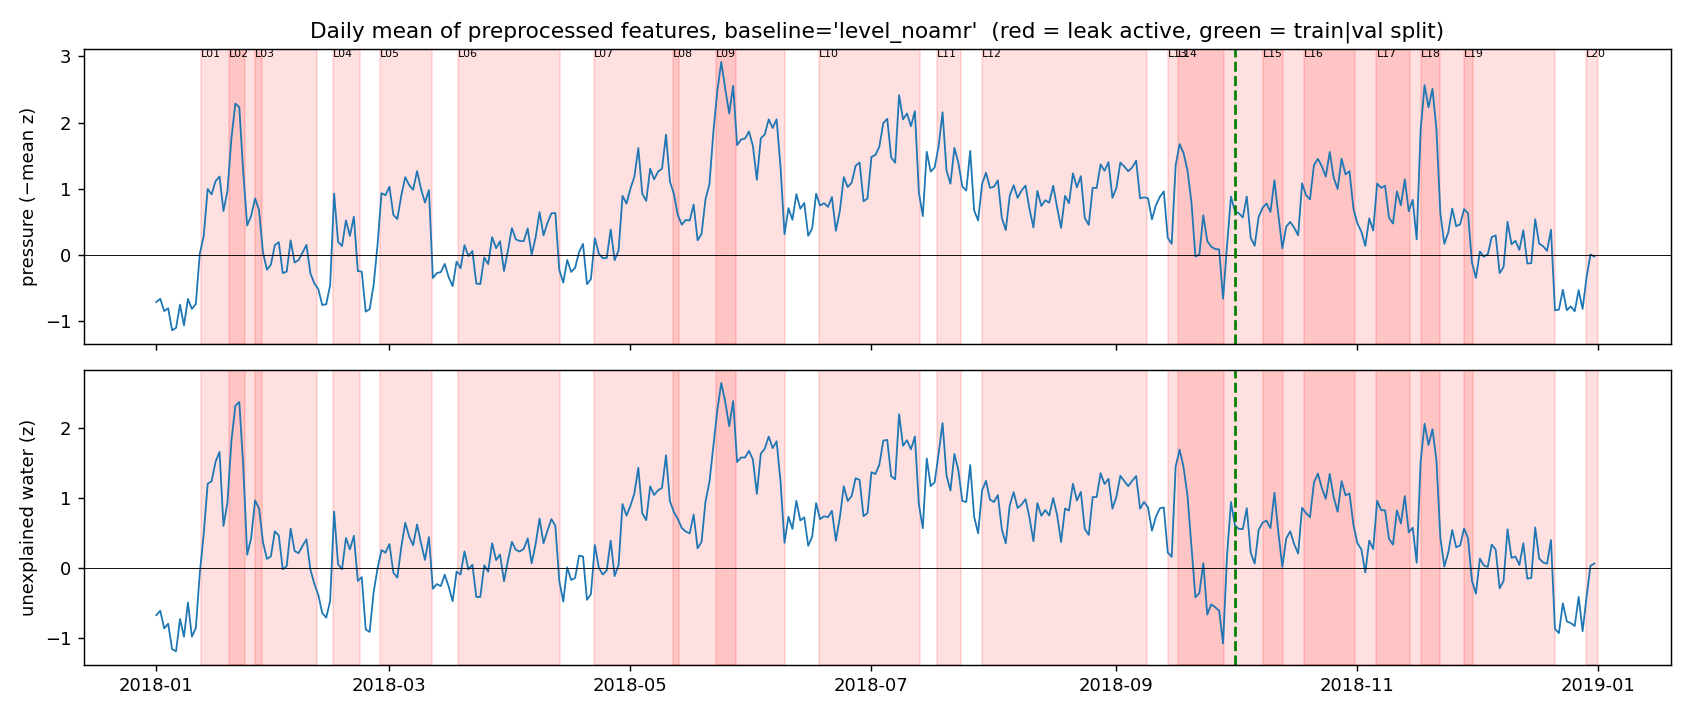 Daily mean of preprocessed features, baseline='level_noamr'  (red = leak active, green = train|val split)
L01 L02 L03 L04 L05 L06 L07 L08 L09 L10 L11 L12 L13 L14 L15 L16 L17 L18 L19 L20
pressure (−mean z)
3
2
1
0
−1
unexplained water (z)
2
1
0
−1
2018-01 2018-03 2018-05 2018-07 2018-09 2018-11 2019-01